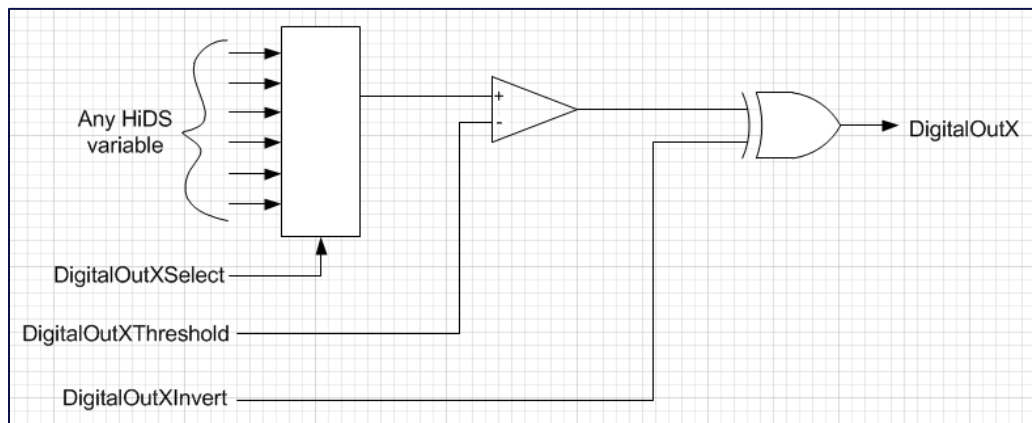 Any HiDS
variable
+
-
DigitalOutX
DigitalOutXSelect
DigitalOutXThreshold
DigitalOutXInvert